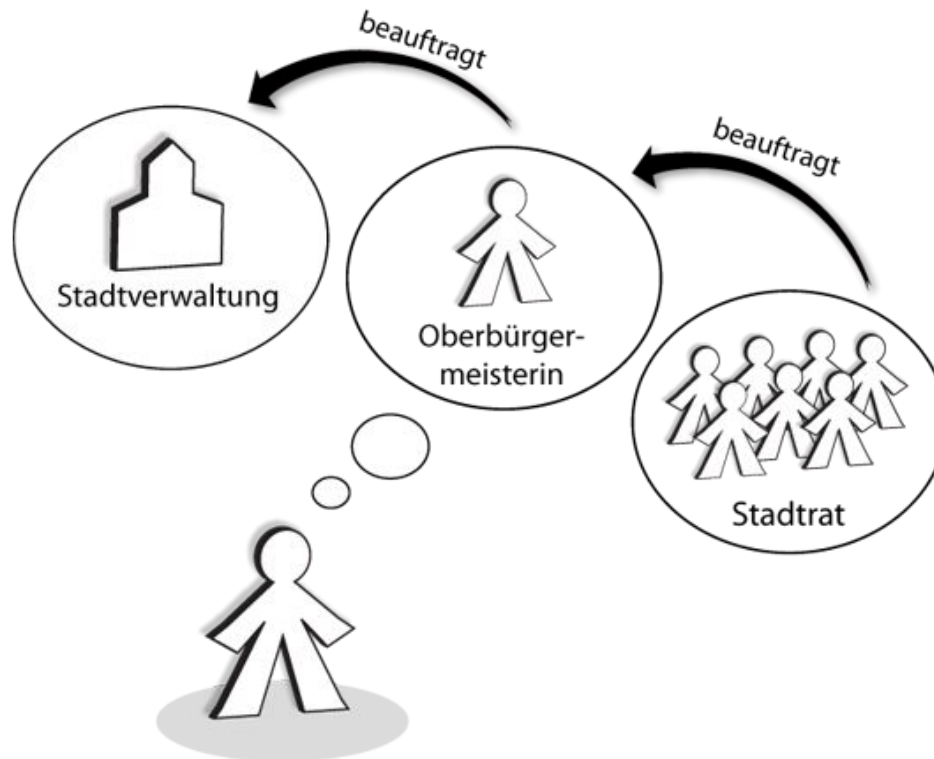 beauftragt
beauftragt
Stadtverwaltung
Oberbürger-
meisterin
Stadtrat